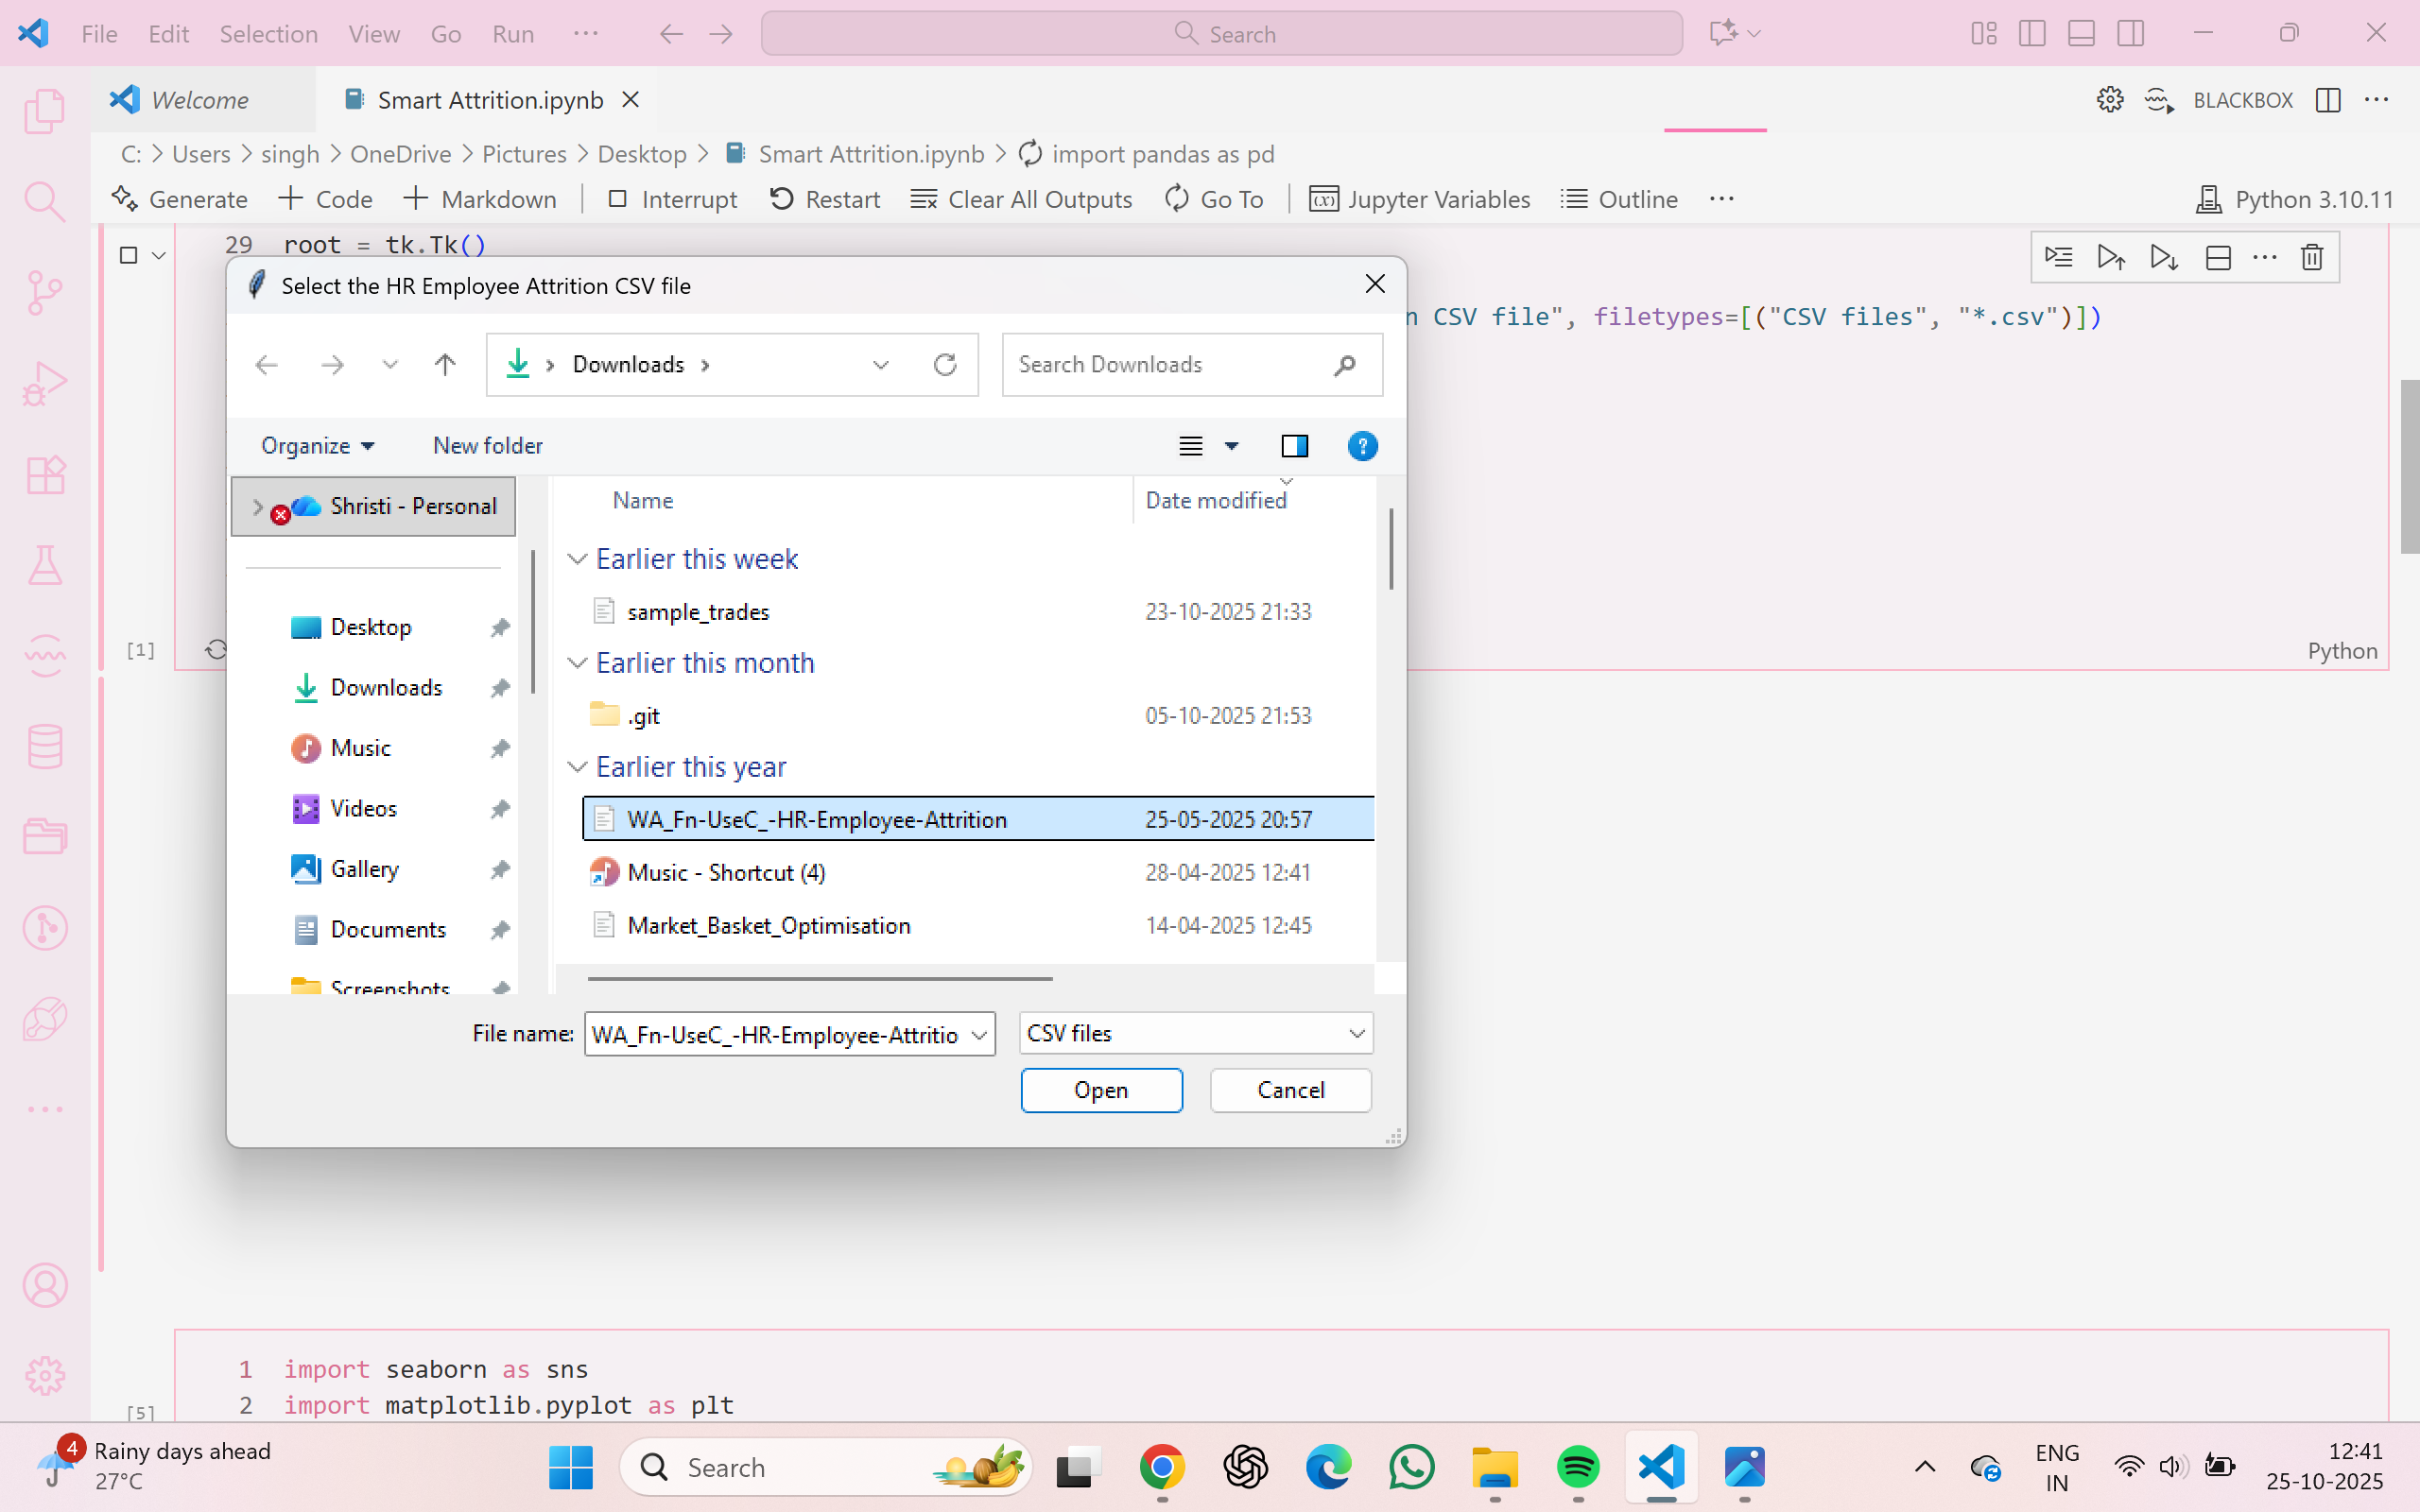 File Edit Selection View Go Run ··· Search
Welcome Smart Attrition.ipynb BLACKBOX
C: > Users > singh > OneDrive > Pictures > Desktop > Smart Attrition.ipynb > import pandas as pd
Generate + Code + Markdown Interrupt Restart Clear All Outputs Go To (x) Jupyter Variables Outline ··· Python 3.10.11
29 root = tk.Tk()
n CSV file", filetypes=[("CSV files", "*.csv")])
Select the HR Employee Attrition CSV file
Downloads Search Downloads
Organize New folder
Name Date modified
Shristi - Personal
Desktop
Downloads
Music
Videos
Gallery
Documents
Screenshots
Earlier this week
sample_trades 23-10-2025 21:33
Earlier this month
.git 05-10-2025 21:53
Earlier this year
WA_Fn-UseC_-HR-Employee-Attrition 25-05-2025 20:57
Music - Shortcut (4) 28-04-2025 12:41
Market_Basket_Optimisation 14-04-2025 12:45
File name: WA_Fn-UseC_-HR-Employee-Attritio CSV files
Open Cancel
[1] Python
1 import seaborn as sns
2 import matplotlib.pyplot as plt
[5]
4 Rainy days ahead
27°C
Search
ENG
IN
12:41
25-10-2025